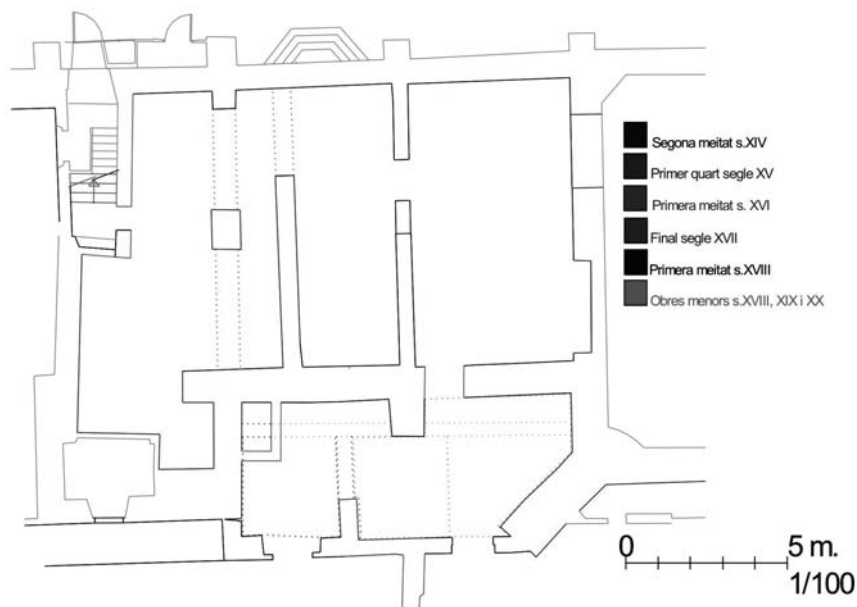 Segona meitat s.XIV
Primer quart segle XV
Primera meitat s. XVI
Final segle XVII
Primera meitat s.XVIII
Obres menors s.XVIII, XIX i XX
0 5 m.
1/100